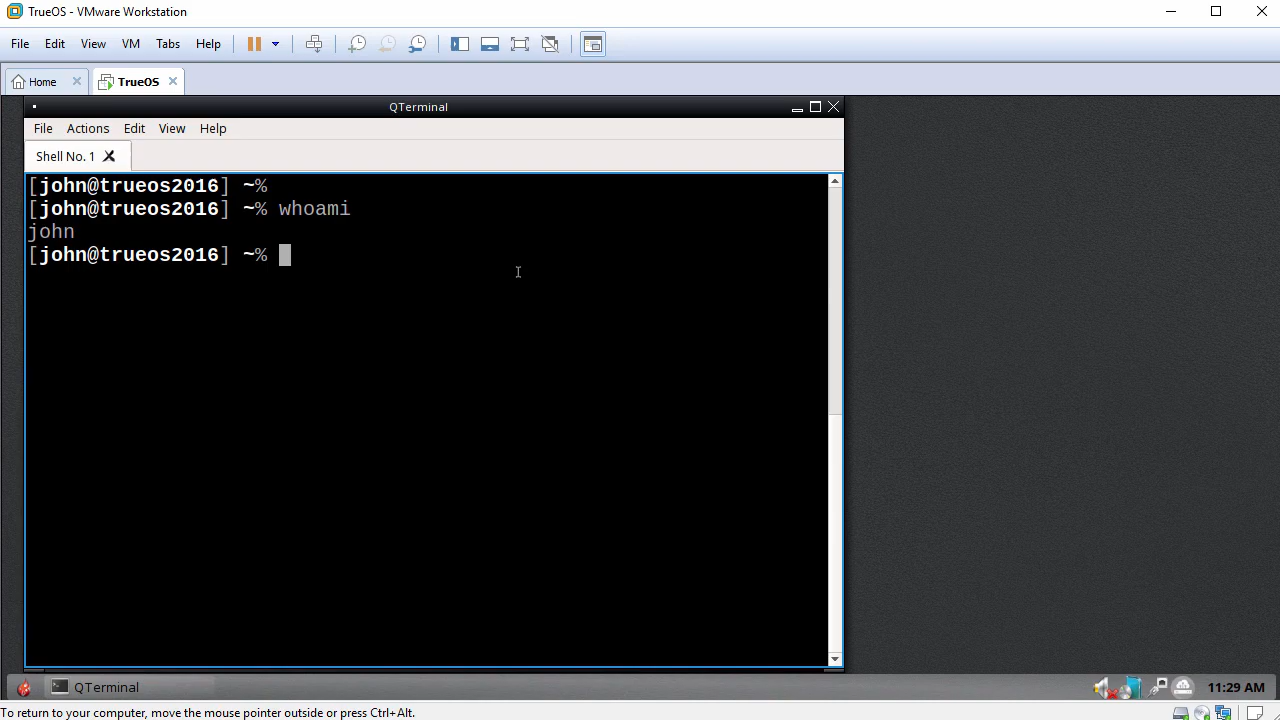 TrueOS - VMware Workstation
File Edit View VM Tabs Help
Home TrueOS
QTerminal
File Actions Edit View Help
Shell No. 1
[john@trueos2016] ~%
[john@trueos2016] ~% whoami
john
[john@trueos2016] ~%
QTerminal 11:29 AM
To return to your computer, move the mouse pointer outside or press Ctrl+Alt.